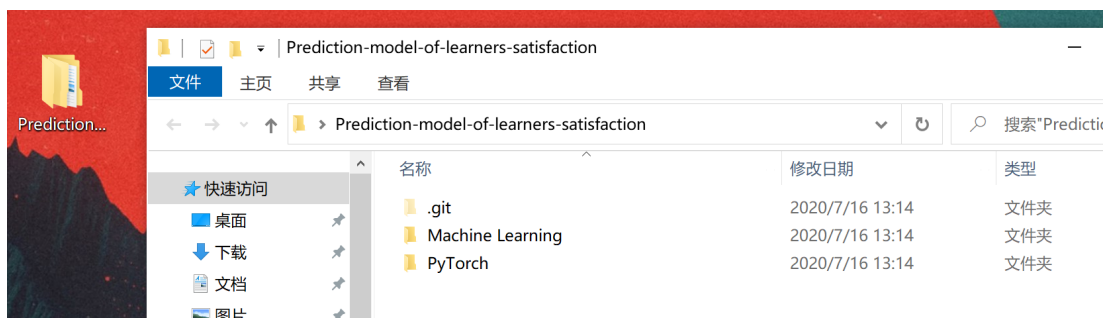 Prediction-model-of-learners-satisfaction
文件 主页 共享 查看
Prediction...
Prediction-model-of-learners-satisfaction
搜索"Predictio
名称 修改日期 类型
快速访问
桌面
下载
文档
图片
.git 2020/7/16 13:14 文件夹
Machine Learning 2020/7/16 13:14 文件夹
PyTorch 2020/7/16 13:14 文件夹